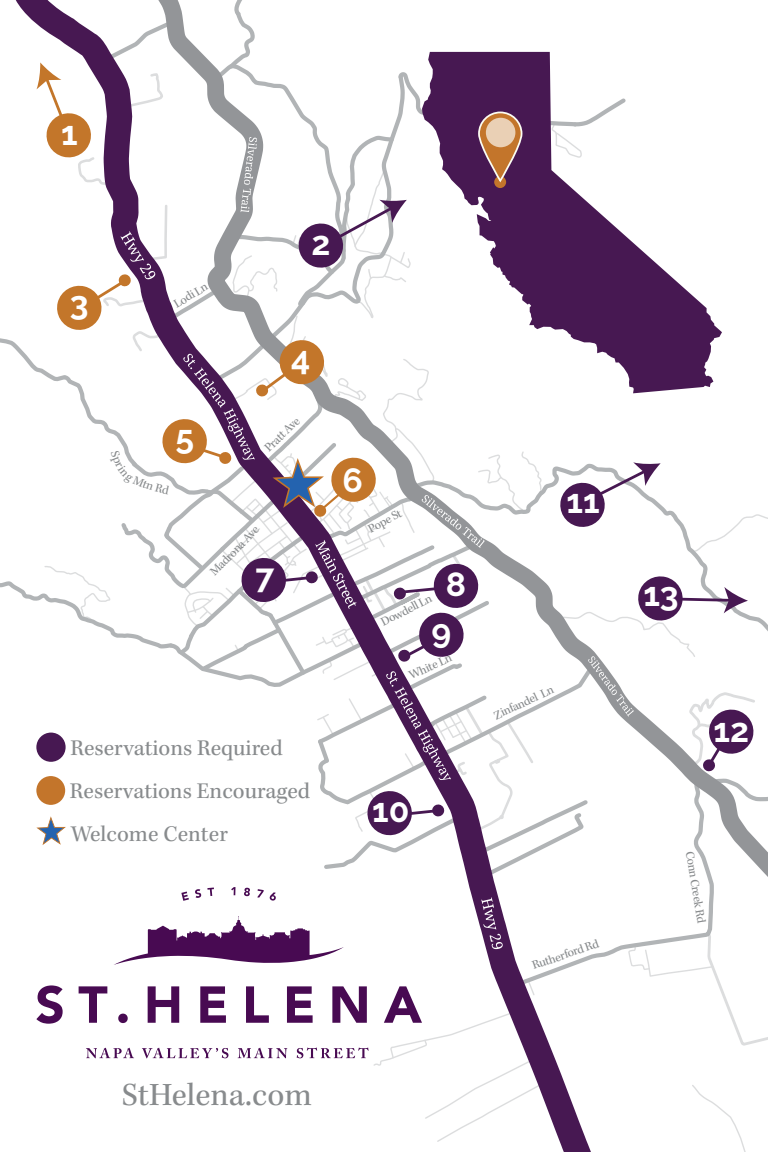 1
Silverado Trail
2
Hwy 29
Lodi Ln
3
St. Helena Highway
4
Pratt Ave
5
Spring Mtn Rd
6
11
Silverado Trail
Pope St
Madrona Ave
Main Street
7
8
13
Dowdell Ln
9
White Ln
Silverado Trail
St. Helena Highway
Zinfandel Ln
12
Reservations Required
Reservations Encouraged
10
Welcome Center
Conn Creek Rd
EST 1876
Hwy 29
Rutherford Rd
ST. HELENA
NAPA VALLEY'S MAIN STREET
StHelena.com